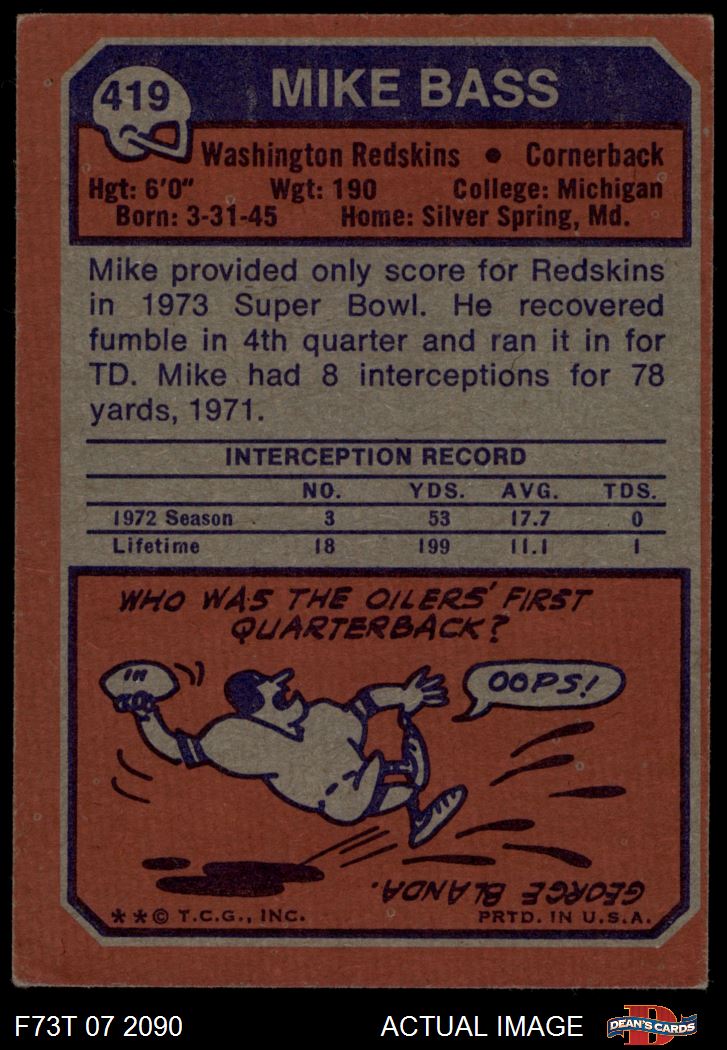 419
MIKE BASS
Washington Redskins • Cornerback
Hgt: 6'0" Wgt: 190 College: Michigan
Born: 3-31-45 Home: Silver Spring, Md.
Mike provided only score for Redskins
in 1973 Super Bowl. He recovered
fumble in 4th quarter and ran it in for
TD. Mike had 8 interceptions for 78
yards, 1971.
INTERCEPTION RECORD
NO. YDS. AVG. TDS.
1972 Season 3 53 17.7 0
Lifetime 18 199 11.1 1
WHO WAS THE OILERS' FIRST
QUARTERBACK?
OOPS!
GEORGE BLANDA.
**© T.C.G., INC. PRTD. IN U.S.A.
F73T 07 2090 ACTUAL IMAGE D DEAN'S CARDS